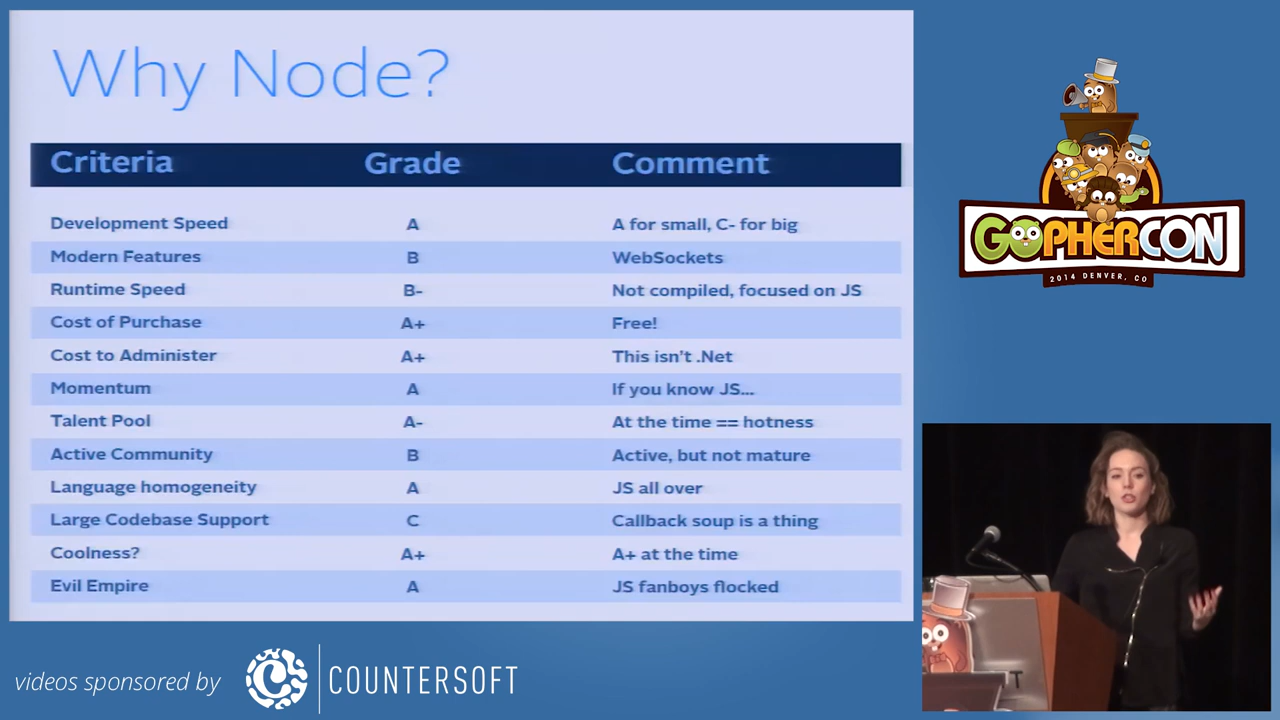 Why Node?
Criteria Grade Comment
Development Speed A A for small, C- for big
Modern Features B WebSockets
Runtime Speed B- Not compiled, focused on JS
Cost of Purchase A+ Free!
Cost to Administer A+ This isn't .Net
Momentum A If you know JS...
Talent Pool A- At the time == hotness
Active Community B Active, but not mature
Language homogeneity A JS all over
Large Codebase Support C Callback soup is a thing
Coolness? A+ A+ at the time
Evil Empire A JS fanboys flocked
GOPHERCON
2014 DENVER, CO
videos sponsored by
COUNTERSOFT